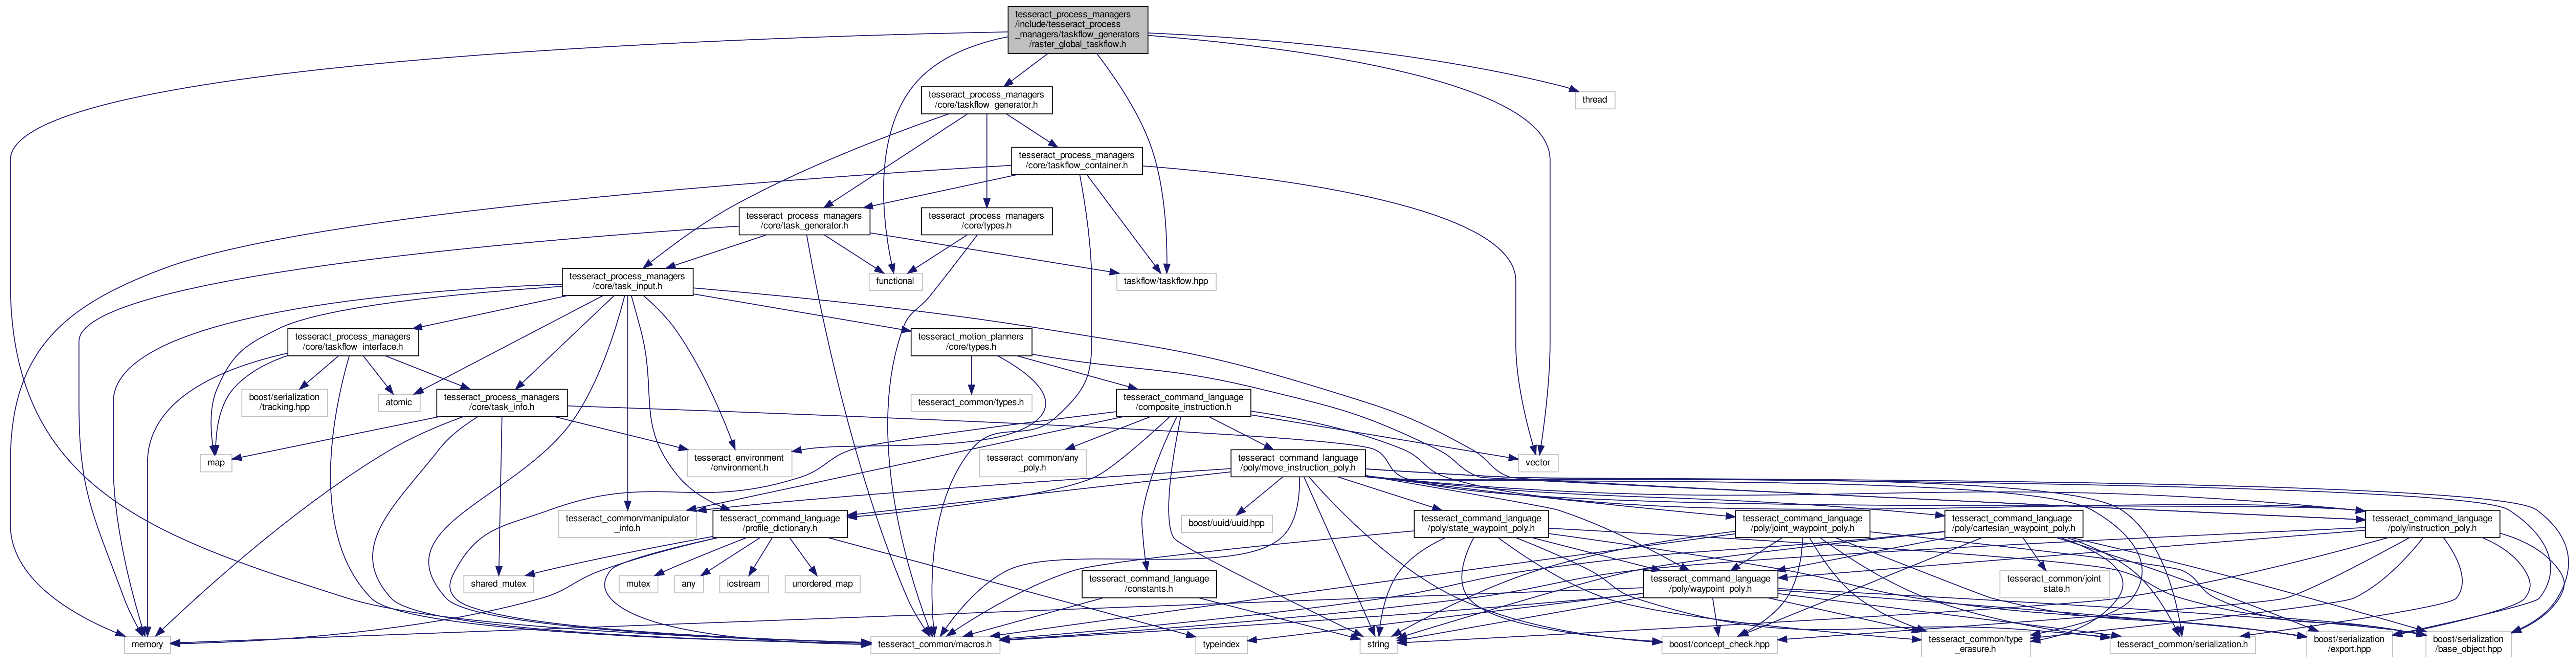 tesseract_process_managers
/include/tesseract_process
_managers/taskflow_generators
/raster_global_taskflow.h
tesseract_process_managers
/core/taskflow_generator.h
thread
tesseract_process_managers
/core/taskflow_container.h
tesseract_process_managers
/core/task_generator.h
tesseract_process_managers
/core/types.h
tesseract_process_managers
/core/task_input.h
functional
taskflow/taskflow.hpp
tesseract_process_managers
/core/taskflow_interface.h
tesseract_motion_planners
/core/types.h
boost/serialization
/tracking.hpp
atomic
tesseract_process_managers
/core/task_info.h
tesseract_common/types.h
tesseract_command_language
/composite_instruction.h
map
tesseract_environment
/environment.h
tesseract_common/any
_poly.h
tesseract_command_language
/poly/move_instruction_poly.h
vector
tesseract_common/manipulator
_info.h
tesseract_command_language
/profile_dictionary.h
boost/uuid/uuid.hpp
tesseract_command_language
/poly/state_waypoint_poly.h
tesseract_command_language
/poly/joint_waypoint_poly.h
tesseract_command_language
/poly/cartesian_waypoint_poly.h
tesseract_command_language
/poly/instruction_poly.h
shared_mutex
mutex
any
iostream
unordered_map
tesseract_command_language
/constants.h
tesseract_command_language
/poly/waypoint_poly.h
tesseract_common/joint
_state.h
memory
tesseract_common/macros.h
typeindex
string
boost/concept_check.hpp
tesseract_common/type
_erasure.h
tesseract_common/serialization.h
boost/serialization
/export.hpp
boost/serialization
/base_object.hpp